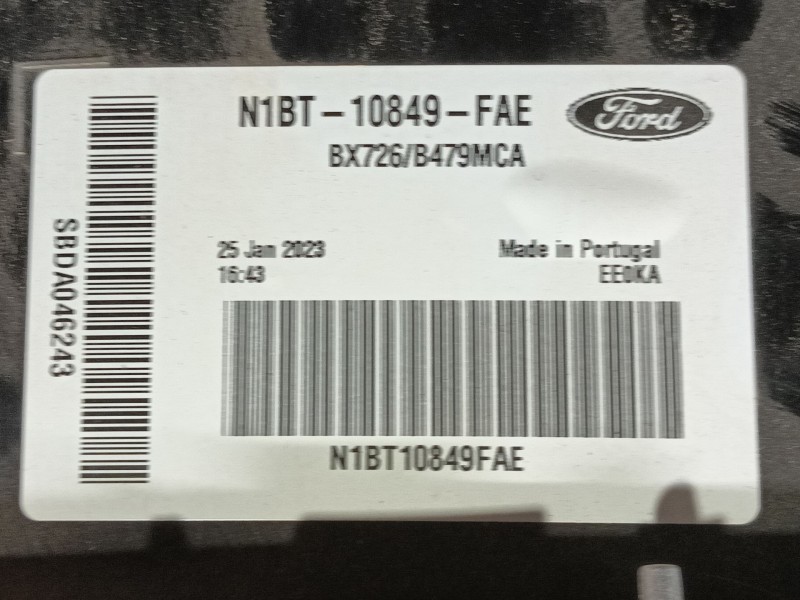 N1BT-10849-FAE
Ford
BX726/B479MCA
25 Jan 2023
Made in Portugal
16:43
EE0KA
SBDA046243
N1BT10849FAE